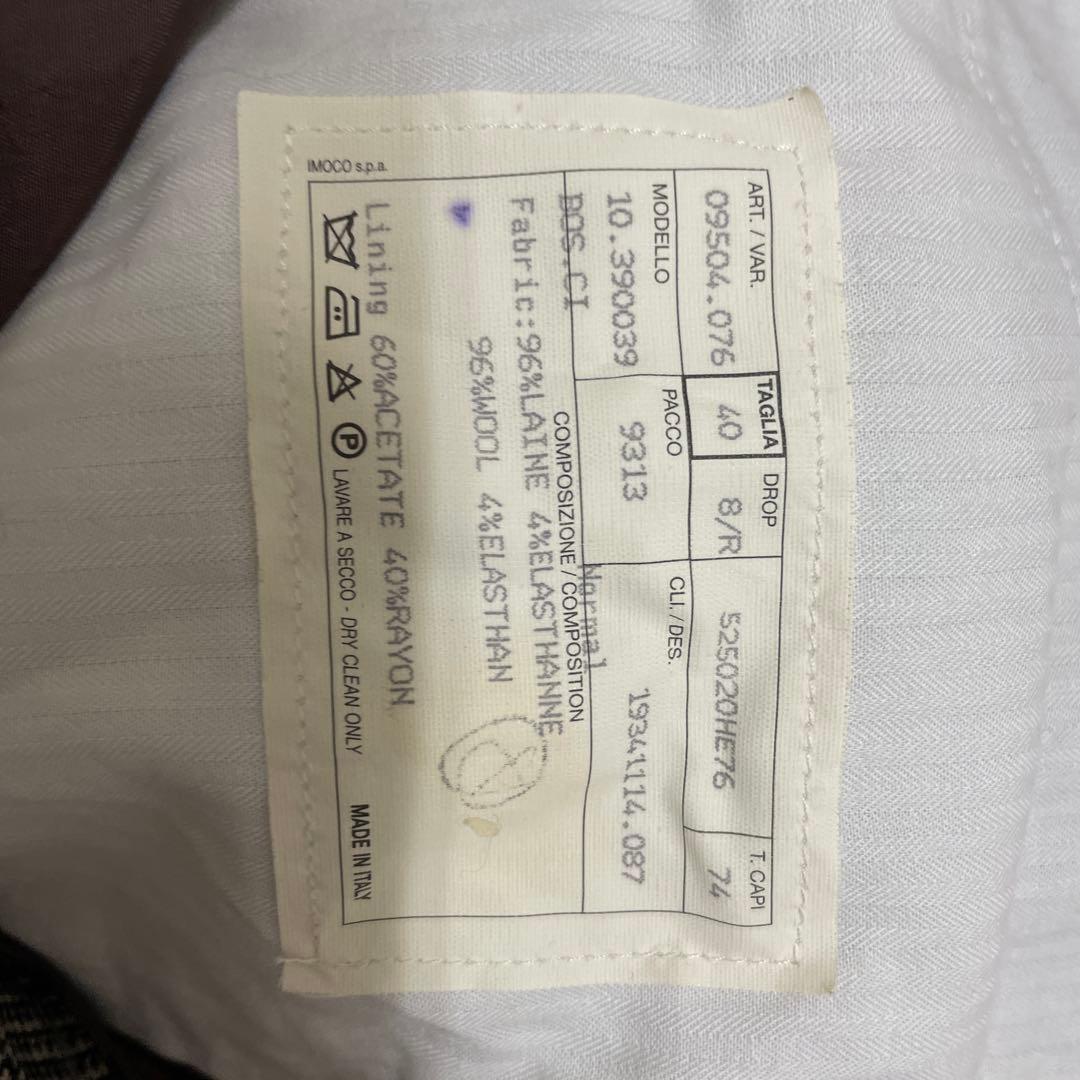 ART. / VAR. TAGLIA DROP T. CAPI
09504.076 40 8/R 52502OHE76 74
MODELLO PACCO CLI. / DES.
10.390039 9313 19341114.087
Normal
BOS.CI COMPOSIZIONE / COMPOSITION
Fabric:96%LAINE 4%ELASTHANNE
96%WOOL 4%ELASTHAN
Lining 60%ACETATE 40%RAYON
P LAVARE A SECCO - DRY CLEAN ONLY MADE IN ITALY
IMOCO s.p.a.